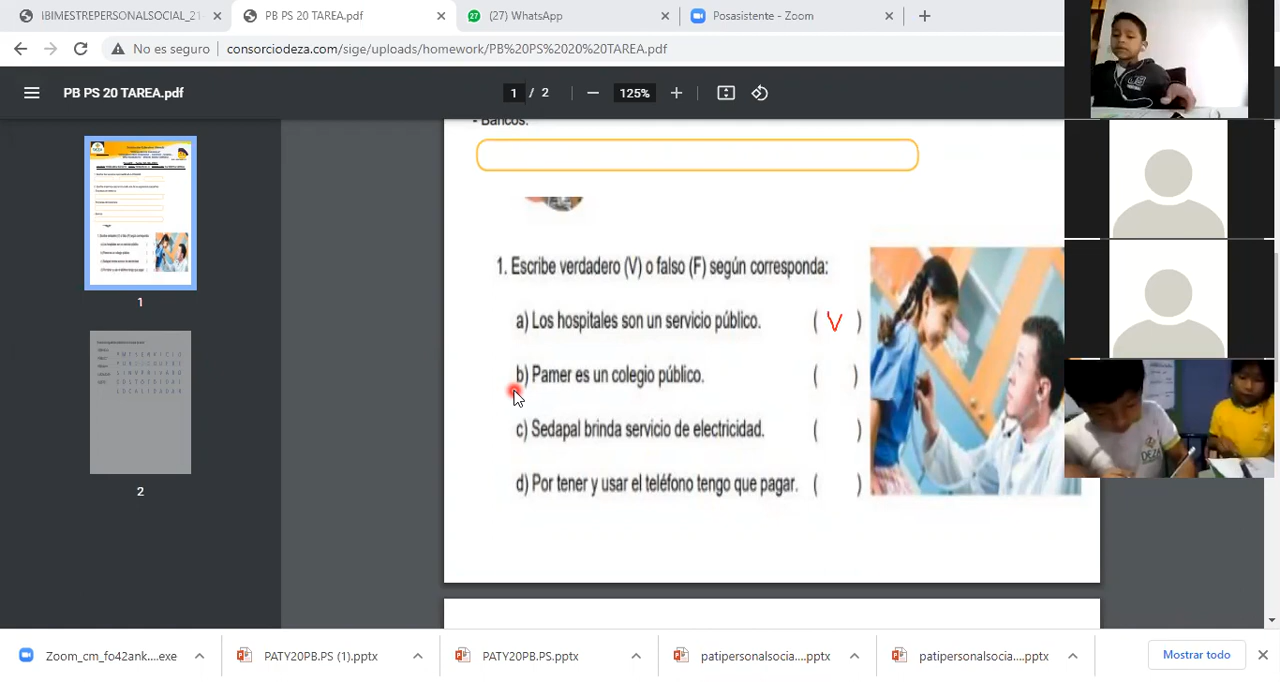 (BIMESTREPERSONALSOCIAL_21-
PB PS 20 TAREA.pdf
(27) WhatsApp
Posasistente - Zoom
No es seguro
consorciodeza.com/sige/uploads/homework/PB%20PS%2020%20TAREA.pdf
PB PS 20 TAREA.pdf
1 / 2
125%
- Bancos:
1. Escribe verdadero (V) o falso (F) según corresponda:
a) Los hospitales son un servicio público. ( V )
b) Pamer es un colegio público. ( )
c) Sedapal brinda servicio de electricidad. ( )
d) Por tener y usar el teléfono tengo que pagar. ( )
1
2
DEZA
Zoom_cm_fo42ank....exe
PATY20PB.PS (1).pptx
PATY20PB.PS.pptx
patipersonalsocia....pptx
patipersonalsocia....pptx
Mostrar todo